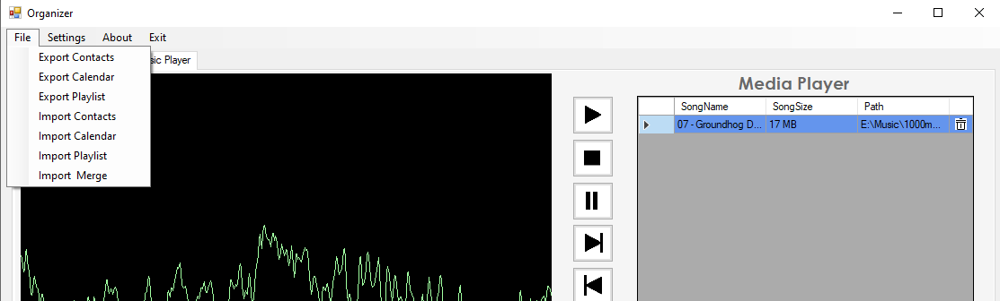 Organizer
File Settings About Exit
sic Player
Export Contacts
Export Calendar
Export Playlist
Import Contacts
Import Calendar
Import Playlist
Import  Merge
Media Player
SongName SongSize Path
07 - Groundhog D... 17 MB E:\Music\1000m...